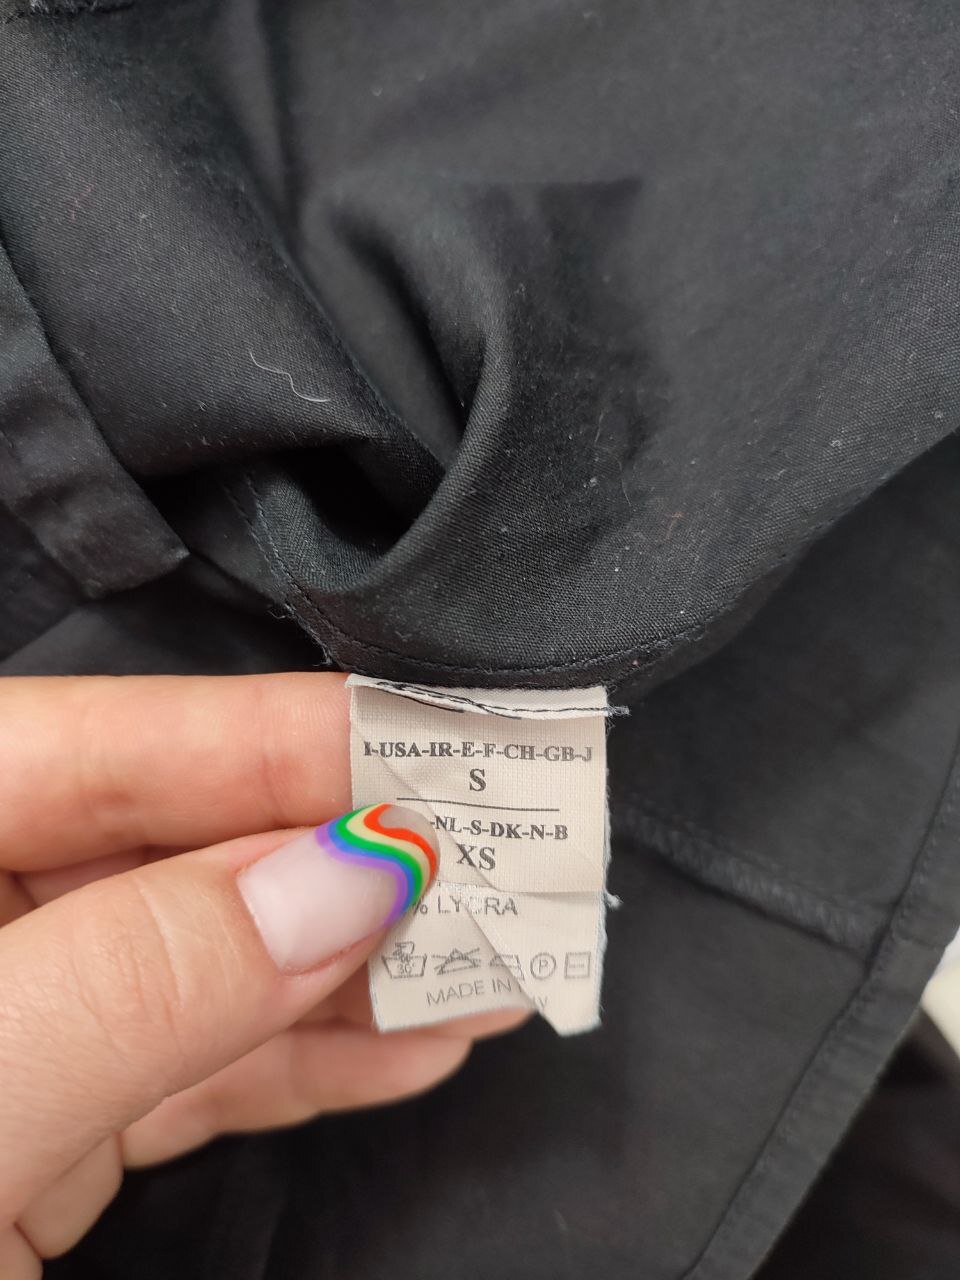 I-USA-IR-E-F-CH-GB-J
S
-NL-S-DK-N-B
XS
% LYCRA
30°
P
MADE IN